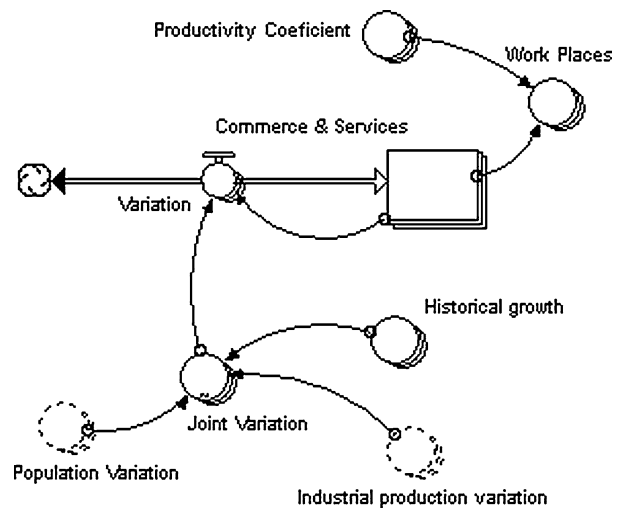 Productivity Coeficient
Work Places
Commerce & Services
Variation
Historical growth
Joint Variation
Population Variation
Industrial production variation